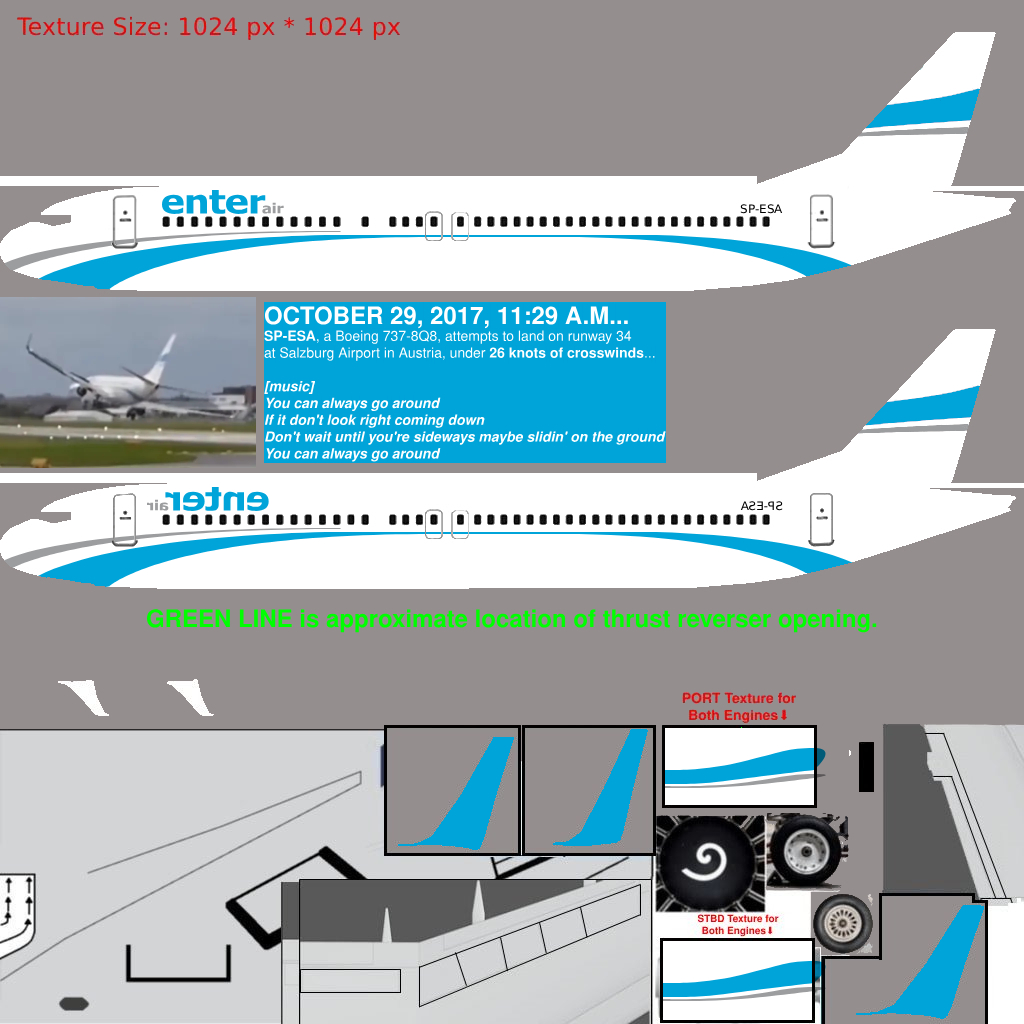 Texture Size: 1024 px * 1024 px
enterair
SP-ESA
OCTOBER 29, 2017, 11:29 A.M...
SP-ESA, a Boeing 737-8Q8, attempts to land on runway 34
at Salzburg Airport in Austria, under 26 knots of crosswinds...
[music]
You can always go around
If it don't look right coming down
Don't wait until you're sideways maybe slidin' on the ground
You can always go around
enterair
SP-ESA
GREEN LINE is approximate location of thrust reverser opening.
PORT Texture for
Both Engines⬇
STBD Texture for
Both Engines⬇